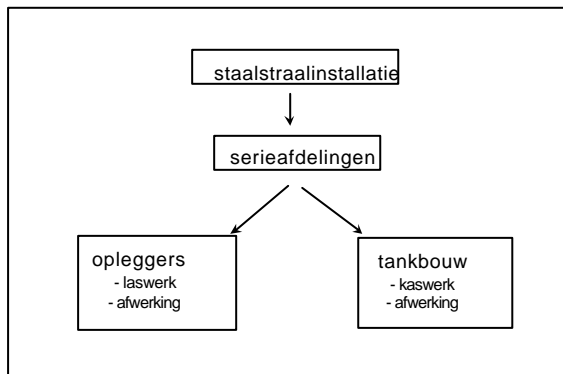 staalstraalinstallatie
serieafdelingen
opleggers
- laswerk
- afwerking
tankbouw
- kaswerk
- afwerking